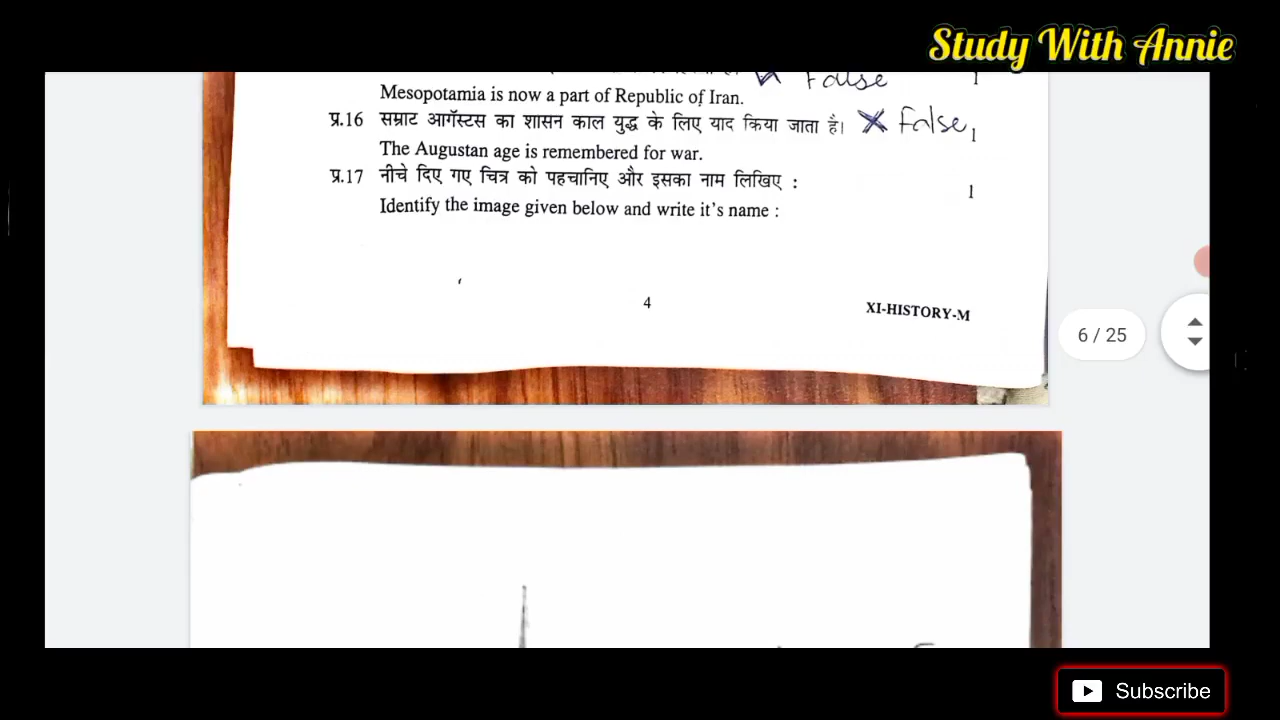 Study With Annie
False
1
Mesopotamia is now a part of Republic of Iran.
प्र.16 सम्राट आगॅस्टस का शासन काल युद्ध के लिए याद किया जाता है। False 1
The Augustan age is remembered for war.
प्र.17 नीचे दिए गए चित्र को पहचानिए और इसका नाम लिखिए : 1
Identify the image given below and write it’s name :
4
XI-HISTORY-M
6 / 25
Subscribe